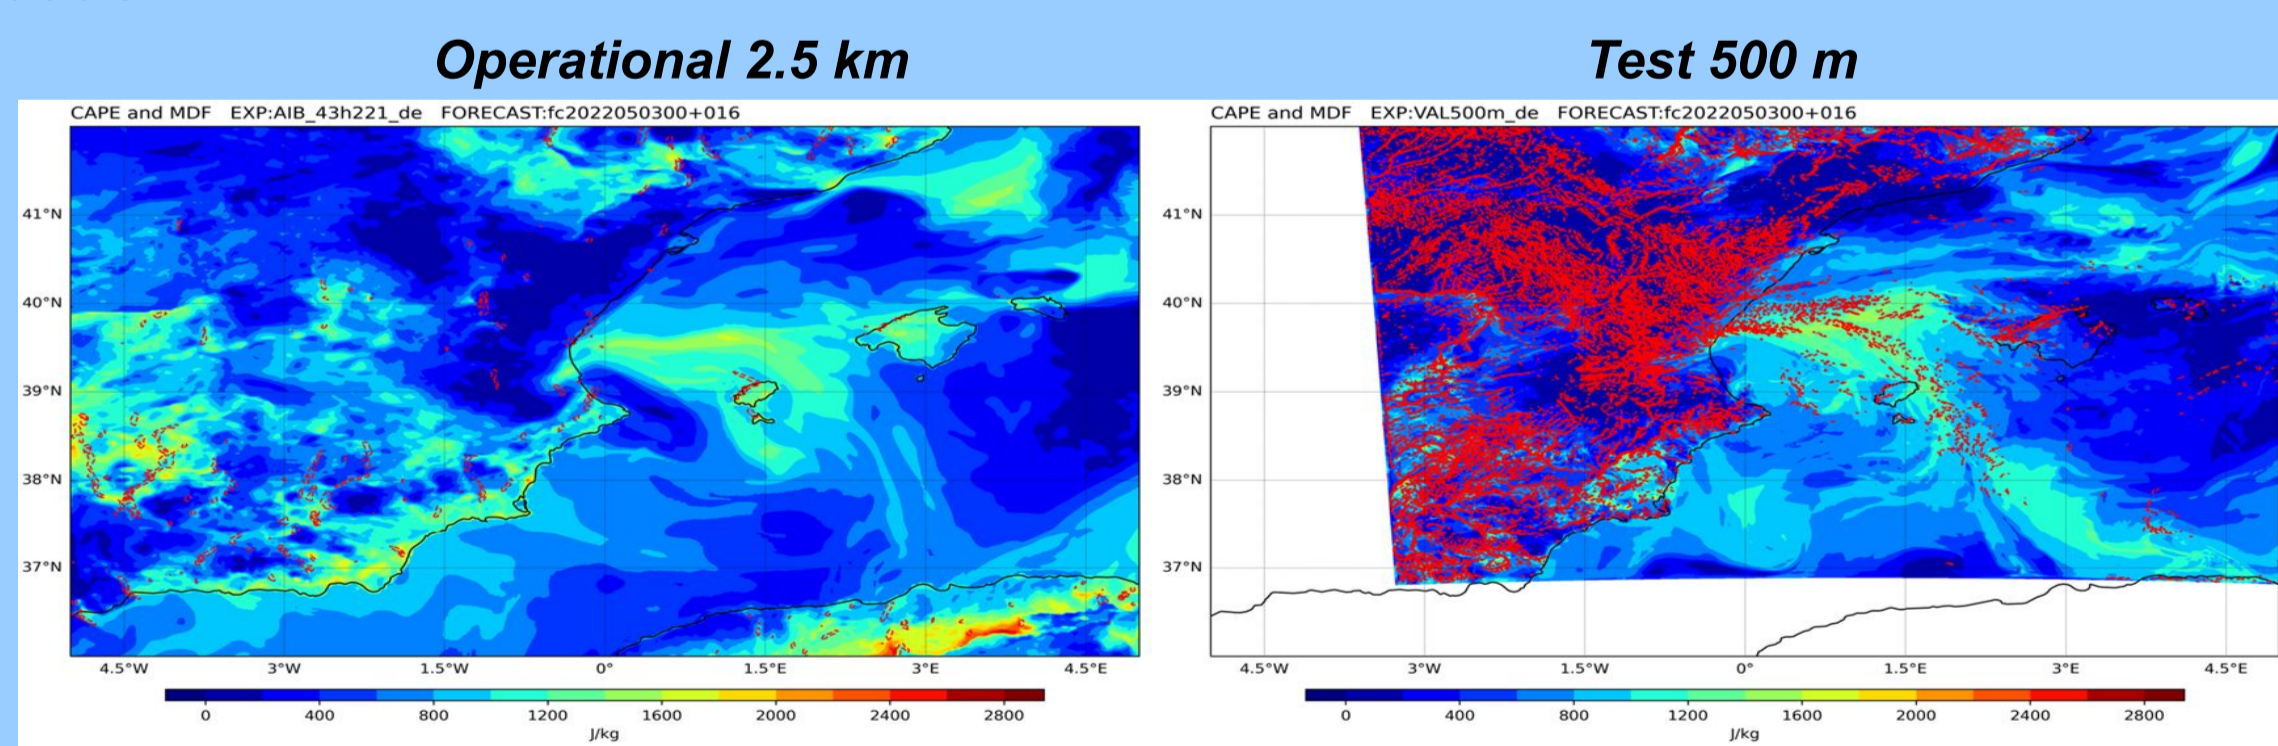 Operational 2.5 km
Test 500 m
CAPE and MDF EXP:AIB_43h221_de FORECAST:fc2022050300+016
41°N
40°N
39°N
38°N
37°N
4.5°W 3°W 1.5°W 0° 1.5°E 3°E 4.5°E
0 400 800 1200 1600 2000 2400 2800
J/kg
CAPE and MDF EXP:VAL500m_de FORECAST:fc2022050300+016
41°N
40°N
39°N
38°N
37°N
4.5°W 3°W 1.5°W 0° 1.5°E 3°E 4.5°E
0 400 800 1200 1600 2000 2400 2800
J/kg